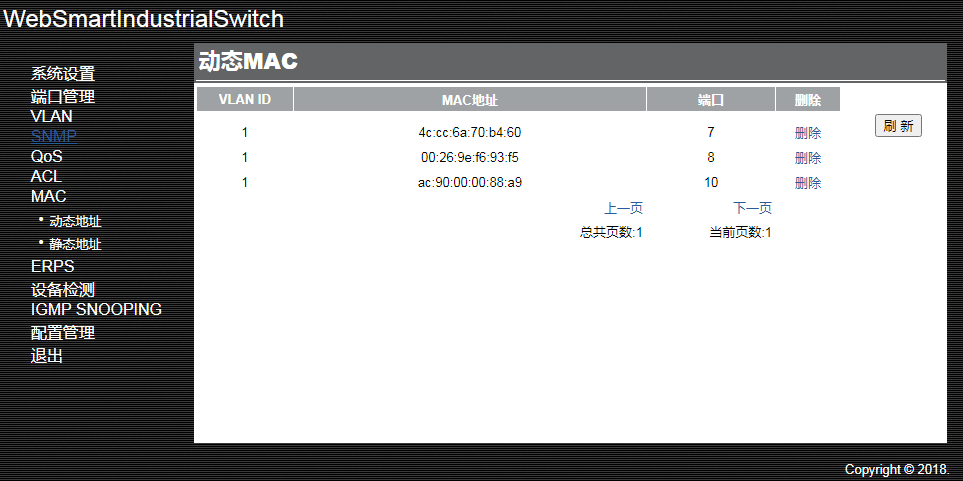 WebSmartIndustrialSwitch
系统设置
端口管理
VLAN
SNMP
QoS
ACL
MAC
动态地址
静态地址
ERPS
设备检测
IGMP SNOOPING
配置管理
退出
动态MAC
VLAN ID MAC地址 端口 删除
1 4c:cc:6a:70:b4:60 7 删除
1 00:26:9e:f6:93:f5 8 删除
1 ac:90:00:00:88:a9 10 删除
上一页 下一页
总共页数:1 当前页数:1
刷 新
Copyright © 2018.